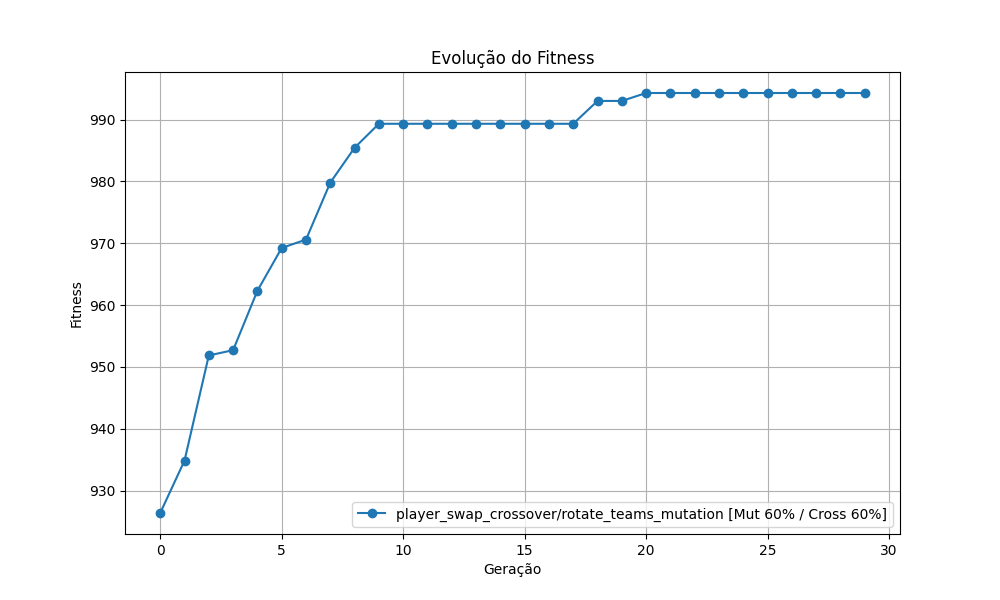 Evolução do Fitness
Fitness
990
980
970
960
950
940
930
player_swap_crossover/rotate_teams_mutation [Mut 60% / Cross 60%]
0 5 10 15 20 25 30
Geração